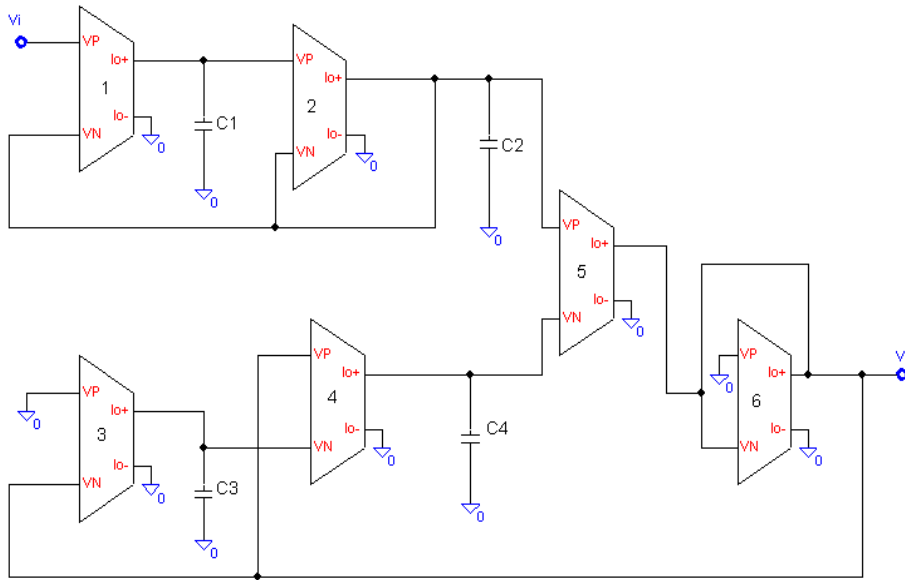 Vi
VP
Io+
1
Io-
VN
0
C1
0
VP
Io+
2
Io-
VN
0
C2
0
VP
Io+
5
Io-
VN
0
VP
Io+
3
Io-
VN
0
0
C3
0
VP
Io+
4
Io-
VN
0
C4
0
VP
Io+
6
Io-
VN
0
0
V